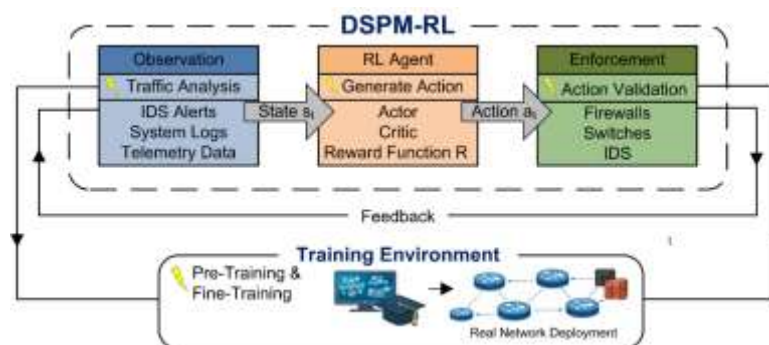 DSPM-RL
Observation
Traffic Analysis
IDS Alerts
System Logs
Telemetry Data
State st
RL Agent
Generate Action
Actor
Critic
Reward Function R
Action at
Enforcement
Action Validation
Firewalls
Switches
IDS
Feedback
Training Environment
Pre-Training &
Fine-Training
Real Network Deployment